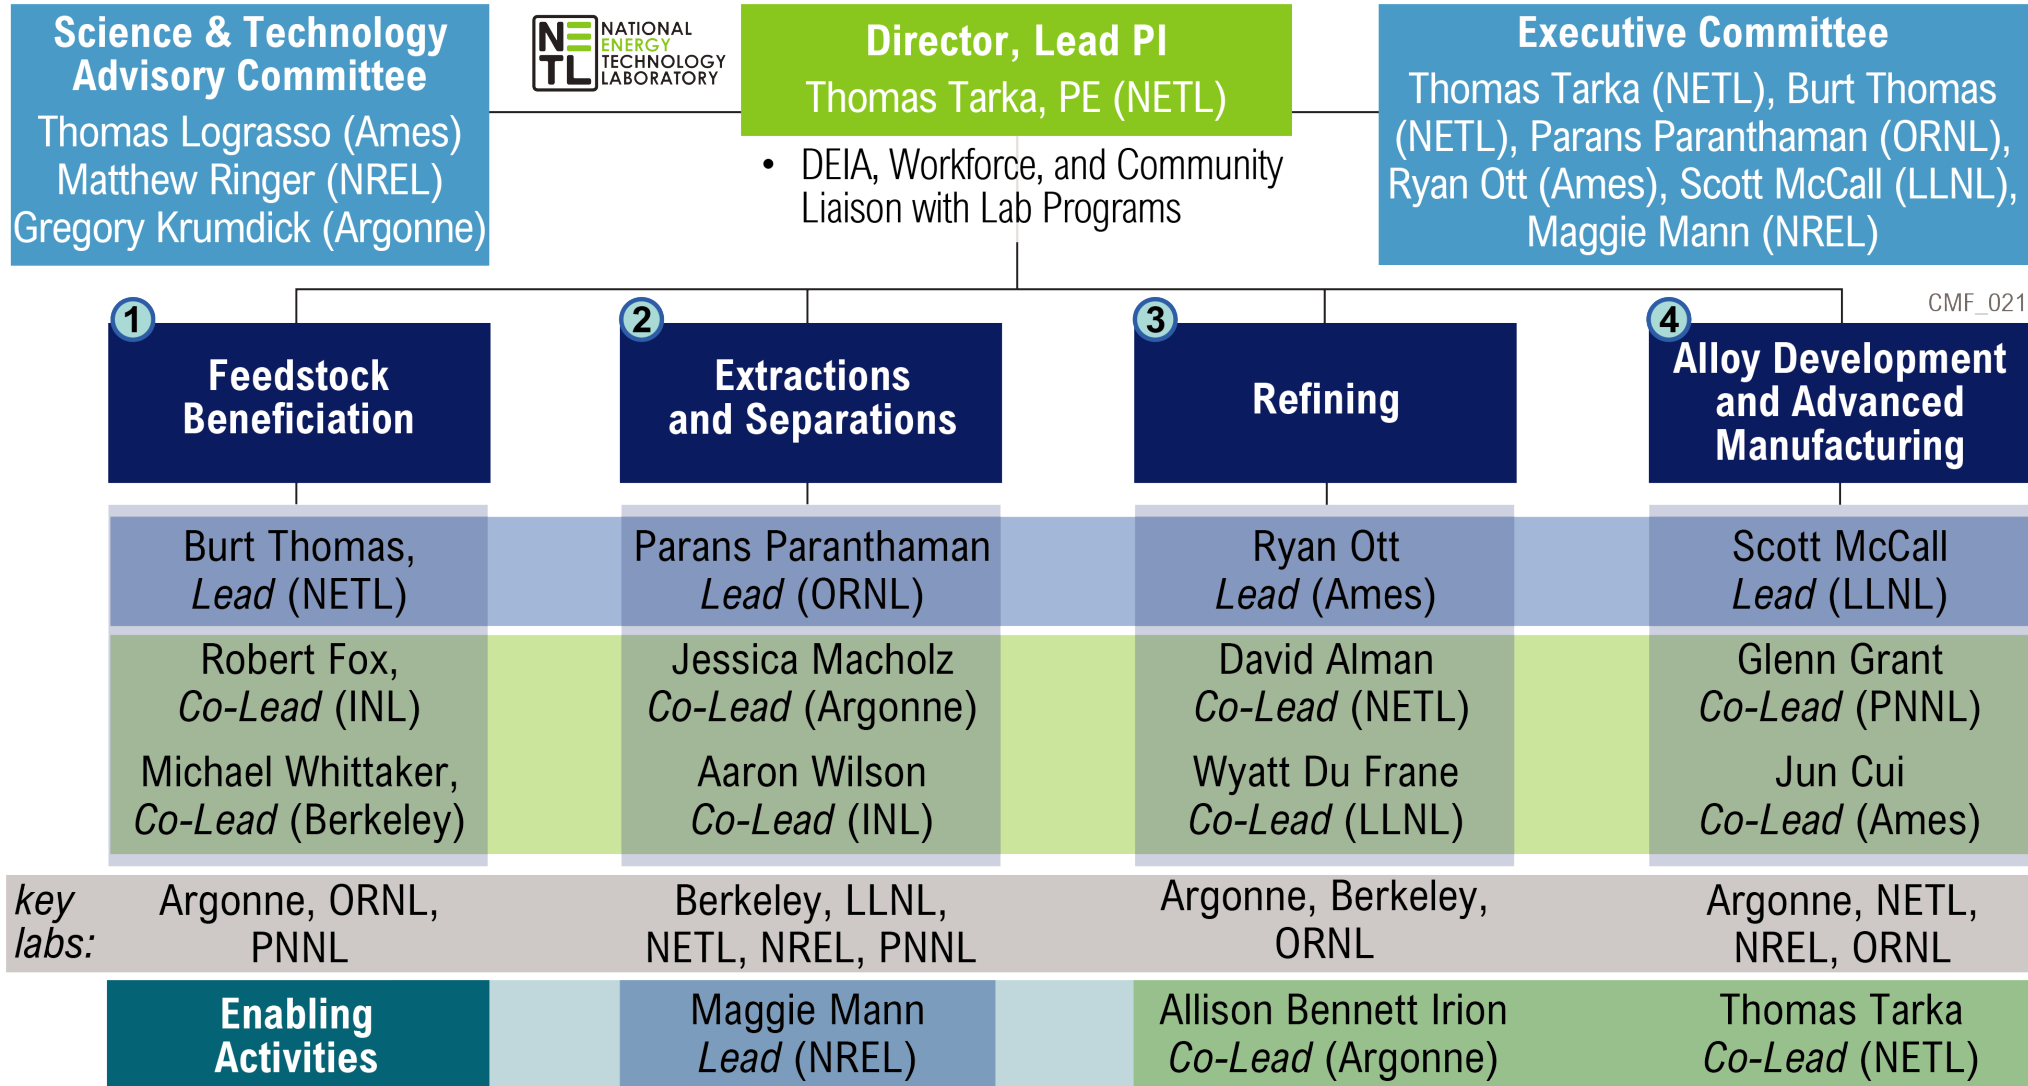 Science & Technology
Advisory Committee
Thomas Lograsso (Ames)
Matthew Ringer (NREL)
Gregory Krumdick (Argonne)
NETL
NATIONAL
ENERGY
TECHNOLOGY
LABORATORY
Director, Lead PI
Thomas Tarka, PE (NETL)
• DEIA, Workforce, and Community
Liaison with Lab Programs
Executive Committee
Thomas Tarka (NETL), Burt Thomas
(NETL), Parans Paranthaman (ORNL),
Ryan Ott (Ames), Scott McCall (LLNL),
Maggie Mann (NREL)
CMF_021
1
Feedstock
Beneficiation
2
Extractions
and Separations
3
Refining
4
Alloy Development
and Advanced
Manufacturing
Burt Thomas,
Lead (NETL)
Parans Paranthaman
Lead (ORNL)
Ryan Ott
Lead (Ames)
Scott McCall
Lead (LLNL)
Robert Fox,
Co-Lead (INL)
Jessica Macholz
Co-Lead (Argonne)
David Alman
Co-Lead (NETL)
Glenn Grant
Co-Lead (PNNL)
Michael Whittaker,
Co-Lead (Berkeley)
Aaron Wilson
Co-Lead (INL)
Wyatt Du Frane
Co-Lead (LLNL)
Jun Cui
Co-Lead (Ames)
key
labs:
Argonne, ORNL,
PNNL
Berkeley, LLNL,
NETL, NREL, PNNL
Argonne, Berkeley,
ORNL
Argonne, NETL,
NREL, ORNL
Enabling
Activities
Maggie Mann
Lead (NREL)
Allison Bennett Irion
Co-Lead (Argonne)
Thomas Tarka
Co-Lead (NETL)